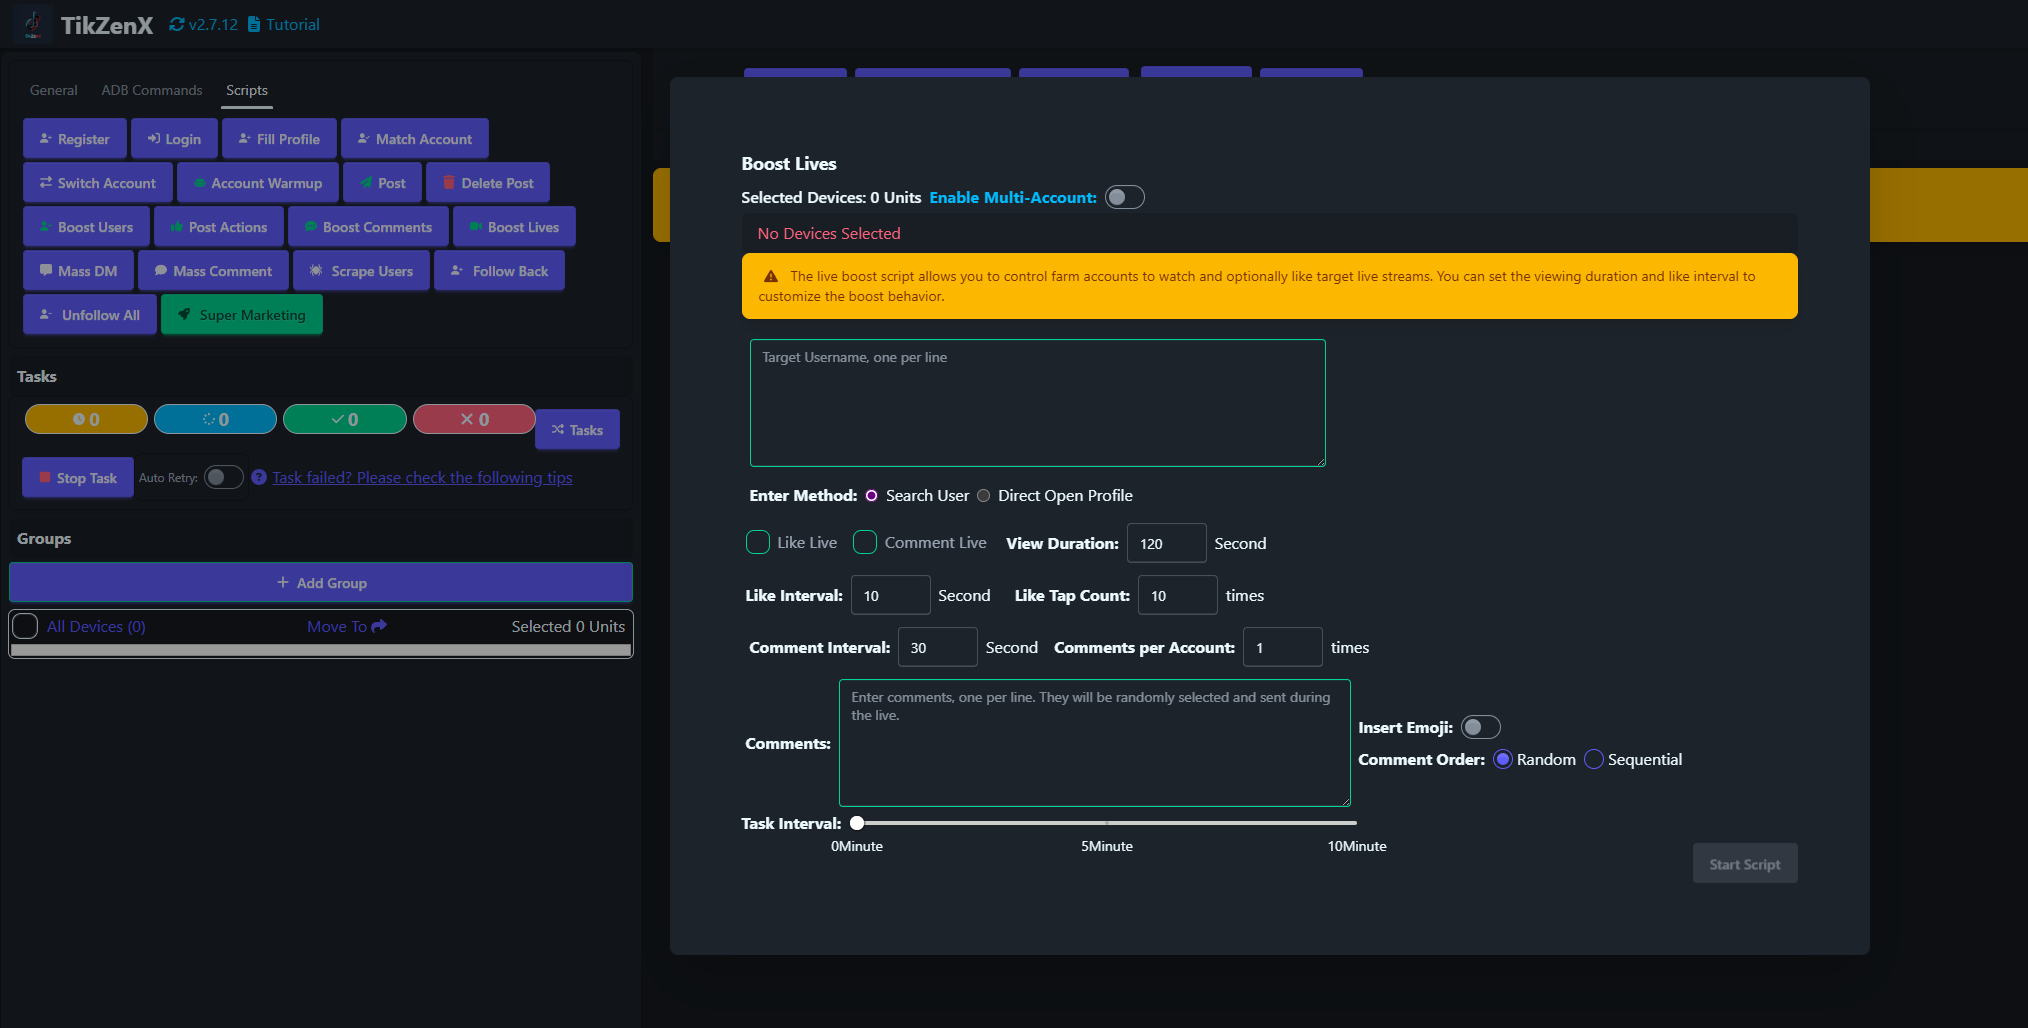 TikZenX v2.7.12 Tutorial
General ADB Commands Scripts
Register Login Fill Profile Match Account
Switch Account Account Warmup Post Delete Post
Boost Users Post Actions Boost Comments Boost Lives
Mass DM Mass Comment Scrape Users Follow Back
Unfollow All Super Marketing
Tasks
0 0 0 0 Tasks
Stop Task Auto Retry: Task failed? Please check the following tips
Groups
Add Group
All Devices (0) Move To Selected 0 Units
Boost Lives
Selected Devices: 0 Units Enable Multi-Account:
No Devices Selected
The live boost script allows you to control farm accounts to watch and optionally like target live streams. You can set the viewing duration and like interval to
customize the boost behavior.
Target Username, one per line
Enter Method: Search User Direct Open Profile
Like Live Comment Live View Duration: 120 Second
Like Interval: 10 Second Like Tap Count: 10 times
Comment Interval: 30 Second Comments per Account: 1 times
Comments:
Enter comments, one per line. They will be randomly selected and sent during
the live.
Insert Emoji:
Comment Order: Random Sequential
Task Interval:
0Minute 5Minute 10Minute
Start Script